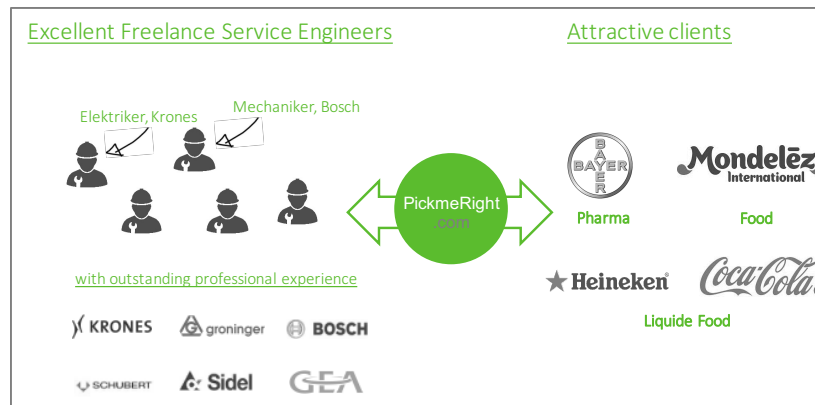 Excellent Freelance Service Engineers
Attractive clients
Elektriker, Krones
Mechaniker, Bosch
BAYER
BAYER
Mondelēz
International
PickmeRight
.com
Pharma
Food
with outstanding professional experience
Heineken
Coca-Cola
Liquide Food
KRONES
G
groninger
BOSCH
SCHUBERT
Sidel
GEA